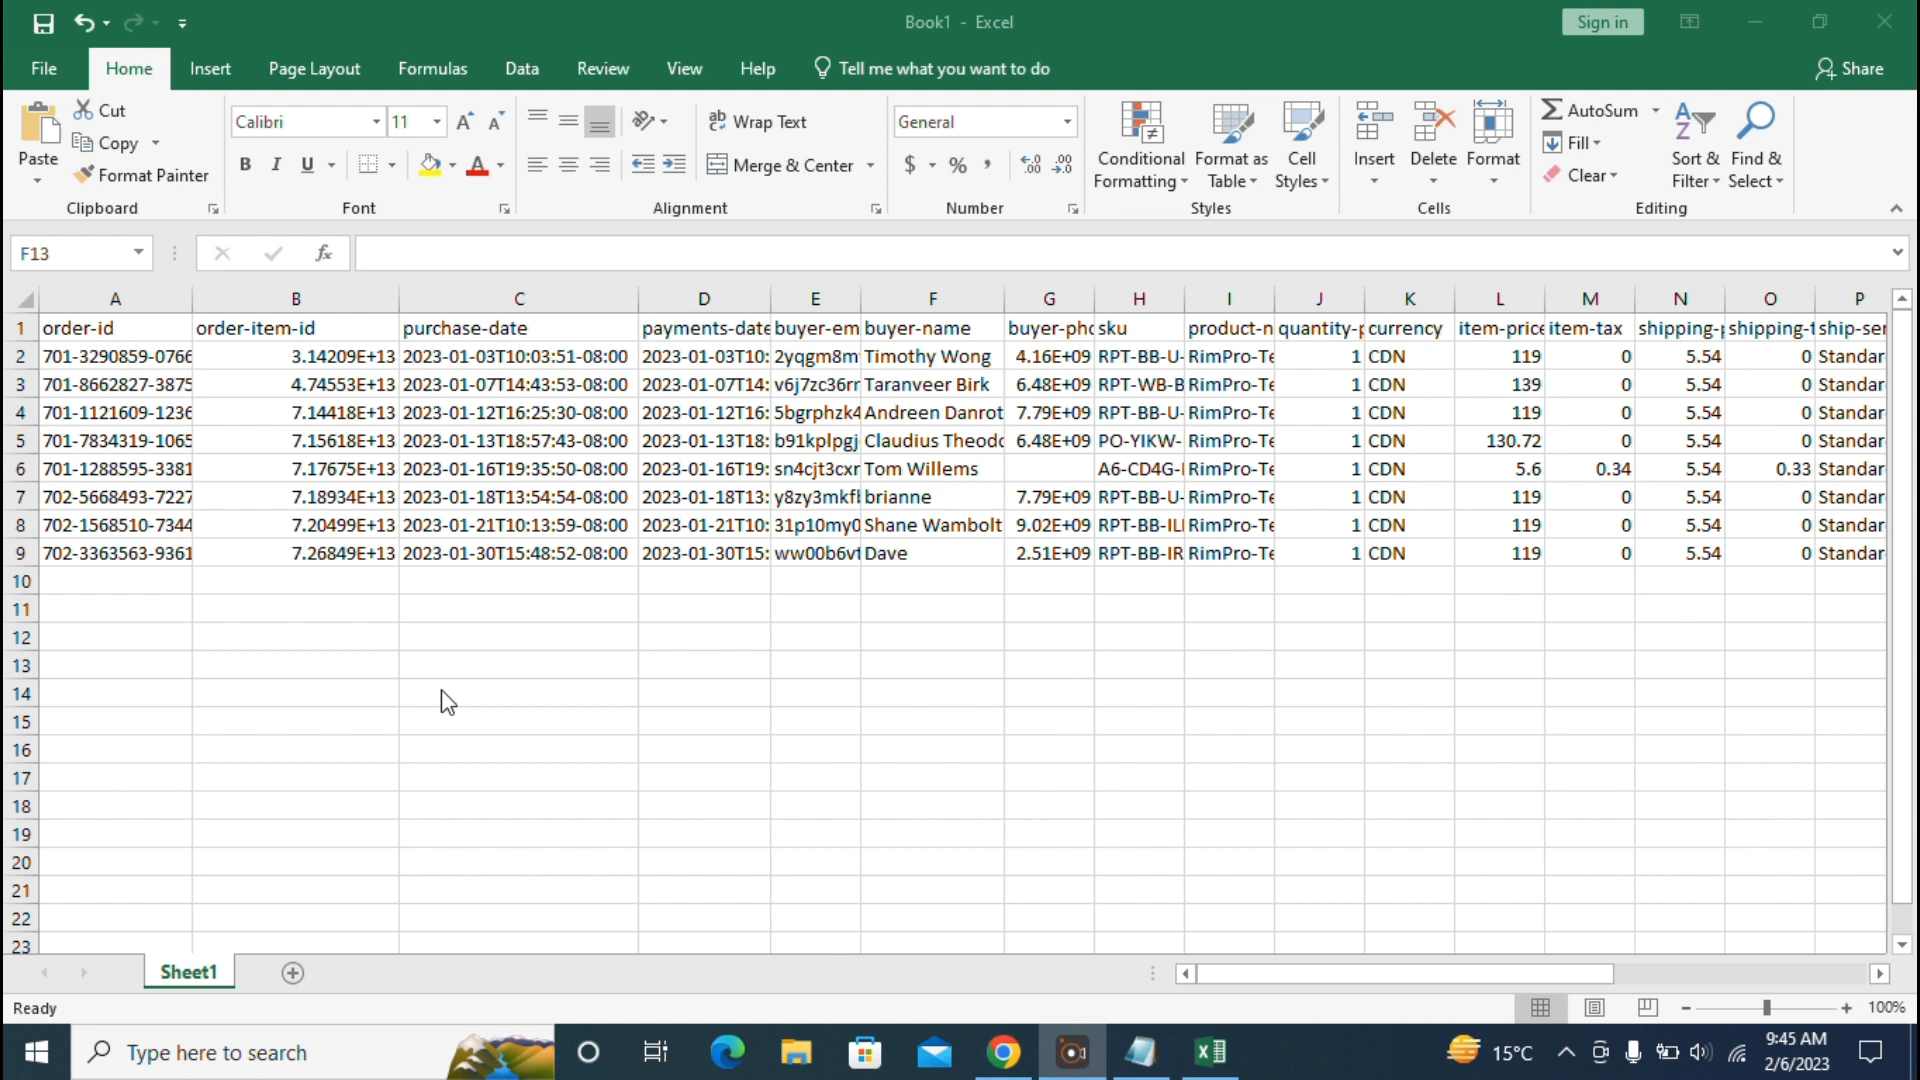 Book1 - Excel
Sign in
File Home Insert Page Layout Formulas Data Review View Help Tell me what you want to do Share
Paste
Cut
Copy
Format Painter
Clipboard
Calibri 11
B I U
Font
Wrap Text
Merge & Center
Alignment
General
$ %
Number
Conditional Formatting
Format as Table
Cell Styles
Styles
Insert
Delete
Format
Cells
AutoSum
Fill
Clear
Sort & Filter
Find & Select
Editing
F13 fx
A B C D E F G H I J K L M N O P
1 order-id order-item-id purchase-date payments-date buyer-em buyer-name buyer-pho sku product-n quantity-p currency item-price item-tax shipping-p shipping-t ship-ser
2 701-3290859-0766 3.14209E+13 2023-01-03T10:03:51-08:00 2023-01-03T10: 2yqgm8m Timothy Wong 4.16E+09 RPT-BB-U- RimPro-Te 1 CDN 119 0 5.54 0 Standar
3 701-8662827-3875 4.74553E+13 2023-01-07T14:43:53-08:00 2023-01-07T14: v6j7zc36rr Taranveer Birk 6.48E+09 RPT-WB-B RimPro-Te 1 CDN 139 0 5.54 0 Standar
4 701-1121609-1236 7.14418E+13 2023-01-12T16:25:30-08:00 2023-01-12T16: 5bgrphzk4 Andreen Danrot 7.79E+09 RPT-BB-U- RimPro-Te 1 CDN 119 0 5.54 0 Standar
5 701-7834319-1065 7.15618E+13 2023-01-13T18:57:43-08:00 2023-01-13T18: b91kplpgj Claudius Theodo 6.48E+09 PO-YIKW- RimPro-Te 1 CDN 130.72 0 5.54 0 Standar
6 701-1288595-3381 7.17675E+13 2023-01-16T19:35:50-08:00 2023-01-16T19: sn4cjt3cxr Tom Willems A6-CD4G- RimPro-Te 1 CDN 5.6 0.34 5.54 0.33 Standar
7 702-5668493-7227 7.18934E+13 2023-01-18T13:54:54-08:00 2023-01-18T13: y8zy3mkfl brianne 7.79E+09 RPT-BB-U- RimPro-Te 1 CDN 119 0 5.54 0 Standar
8 702-1568510-7344 7.20499E+13 2023-01-21T10:13:59-08:00 2023-01-21T10: 31p10my0 Shane Wambolt 9.02E+09 RPT-BB-IL RimPro-Te 1 CDN 119 0 5.54 0 Standar
9 702-3363563-9361 7.26849E+13 2023-01-30T15:48:52-08:00 2023-01-30T15: ww00b6vt Dave 2.51E+09 RPT-BB-IR RimPro-Te 1 CDN 119 0 5.54 0 Standar
10
11
12
13
14
15
16
17
18
19
20
21
22
23
Sheet1
Ready
100%
Type here to search
15°C
9:45 AM
2/6/2023